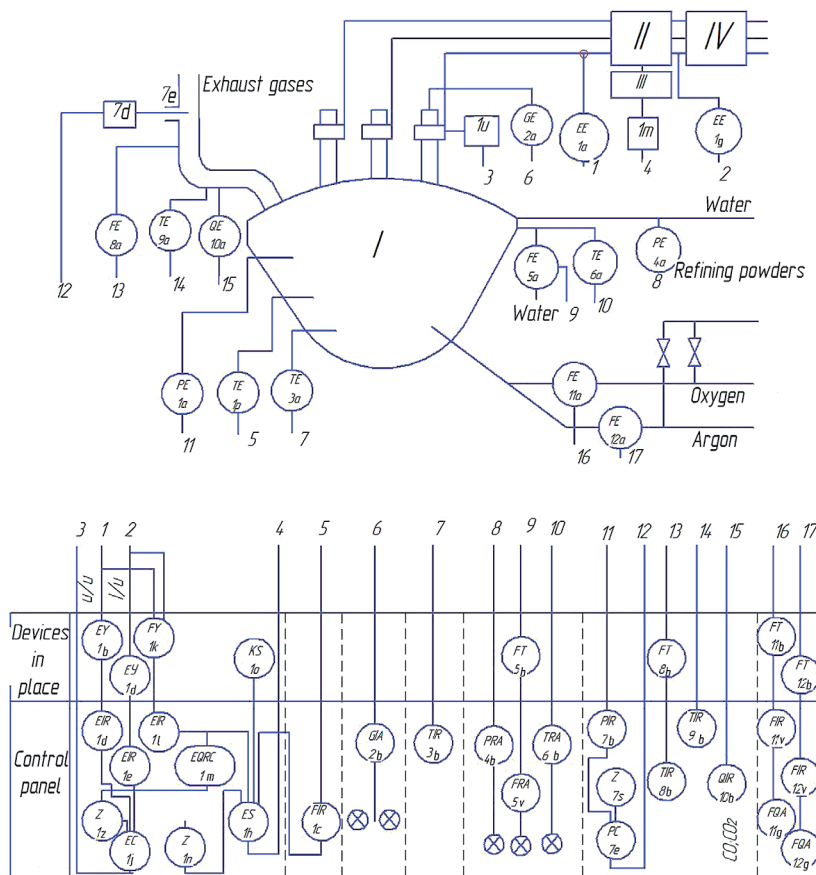 II
IV
III
7e
Exhaust gases
7d
1u
GE
2a
EE
1a
1m
EE
1g
3
6
1
4
2
FE
8a
TE
9a
QE
10a
12
13
14
15
I
Water
FE
5a
TE
6a
PE
4a
8
Refining powders
Water
9
10
PE
1a
TE
1p
TE
3a
11
5
7
FE
11a
Oxygen
FE
12a
Argon
16
17
3
1
2
4
5
6
7
8
9
10
11
12
13
14
15
16
17
u/u
I/u
Devices
in
place
EY
1b
EY
1d
FY
1k
KS
1o
FT
5b
FT
8b
FT
11b
FT
12b
Control
panel
EIR
1d
EIR
1e
EIR
1l
EQRC
1m
Z
1z
EC
1j
Z
1n
ES
1h
FIR
1c
GIA
2b
TIR
3b
PRA
4b
FRA
5v
TRA
6b
PIR
7b
Z
7s
PC
7e
TIR
8b
TIR
9b
QIR
10b
CO,CO2
FIR
11v
FQA
11g
FIR
12v
FQA
12g